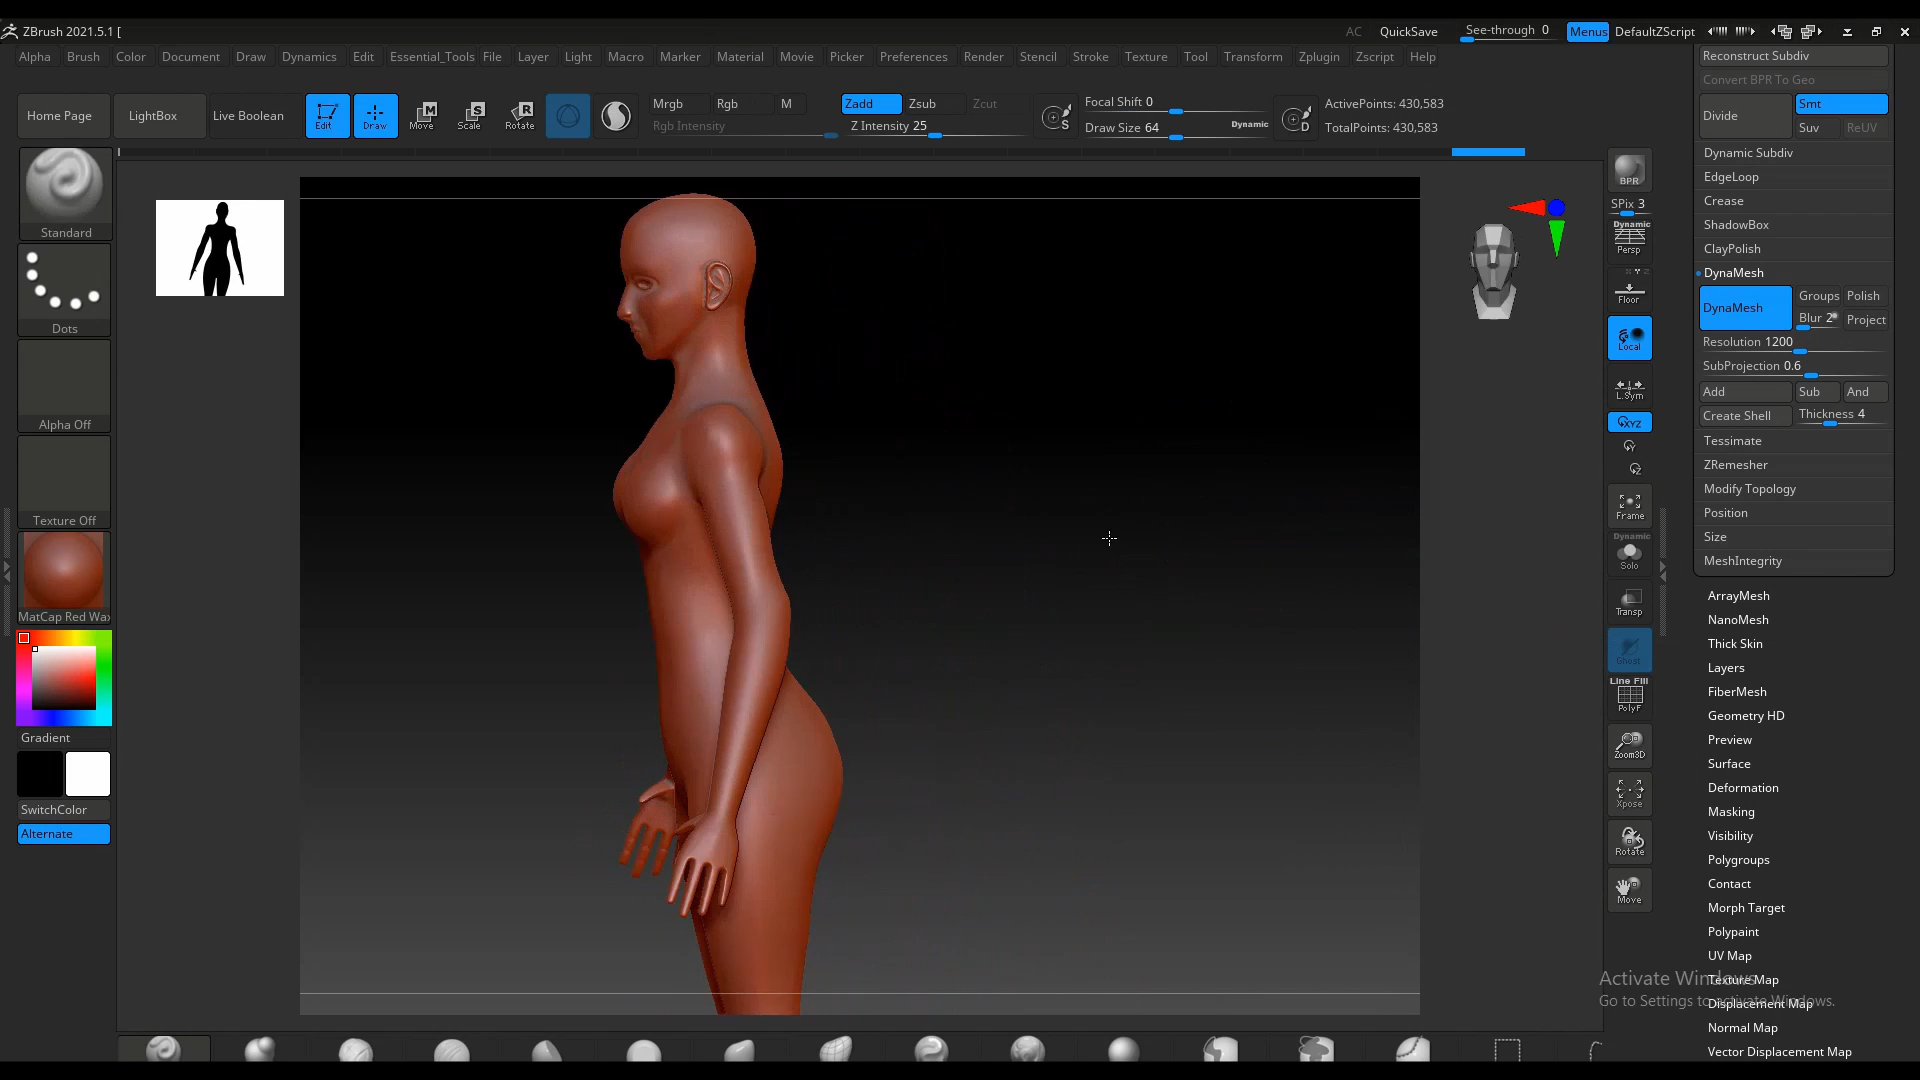 ZBrush 2021.5.1 [
AC QuickSave See-through 0 Menus DefaultZScript
Alpha Brush Color Document Draw Dynamics Edit Essential_Tools File Layer Light Macro Marker Material Movie Picker Preferences Render Stencil Stroke Texture Tool Transform Zplugin Zscript Help
Home Page LightBox Live Boolean Edit Draw Move Scale Rotate
Mrgb Rgb M Zadd Zsub Zcut
Rgb Intensity Z Intensity 25
S Focal Shift 0
Draw Size 64 Dynamic D
ActivePoints: 430,583
TotalPoints: 430,583
Standard
Dots
Alpha Off
Texture Off
MatCap Red Wax
Gradient
SwitchColor
Alternate
BPR
SPix 3
Dynamic
Persp
Floor
Local
L.Sym
XYZ
Y
Z
Frame
Dynamic
Solo
Transp
Ghost
Line Fill
PolyF
Zoom3D
Xpose
Rotate
Move
Reconstruct Subdiv
Convert BPR To Geo
Divide Smt
Suv ReUV
Dynamic Subdiv
EdgeLoop
Crease
ShadowBox
ClayPolish
DynaMesh
DynaMesh Groups Polish
Blur 2 Project
Resolution 1200
SubProjection 0.6
Add Sub And
Create Shell Thickness 4
Tessimate
ZRemesher
Modify Topology
Position
Size
MeshIntegrity
ArrayMesh
NanoMesh
Thick Skin
Layers
FiberMesh
Geometry HD
Preview
Surface
Deformation
Masking
Visibility
Polygroups
Contact
Morph Target
Polypaint
UV Map
Texture Map
Displacement Map
Normal Map
Vector Displacement Map
Activate Windows
Go to Settings to activate Windows.